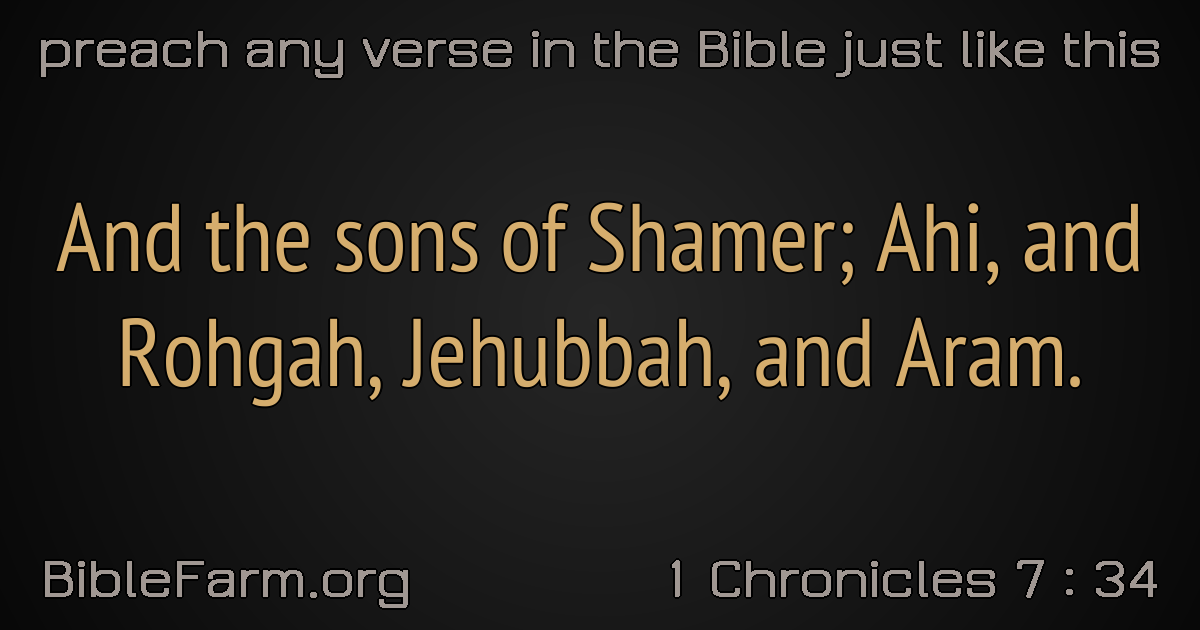 preach any verse in the Bible just like this
And the sons of Shamer; Ahi, and
Rohgah, Jehubbah, and Aram.
BibleFarm.org
1 Chronicles 7 : 34